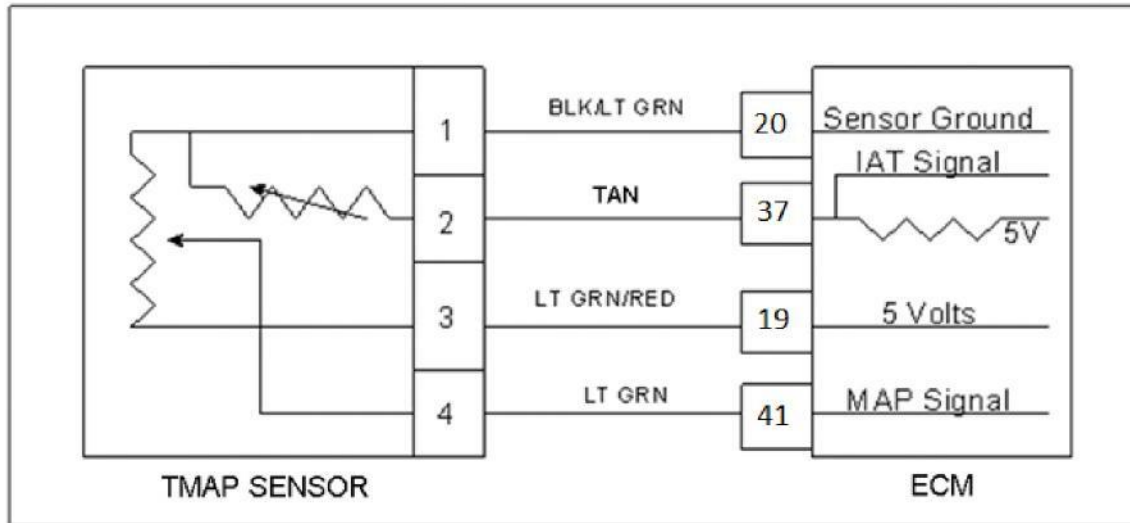 1
BLK/LT GRN
20
Sensor Ground
IAT Signal
2
TAN
37
5V
3
LT GRN/RED
19
5 Volts
4
LT GRN
41
MAP Signal
TMAP SENSOR
ECM